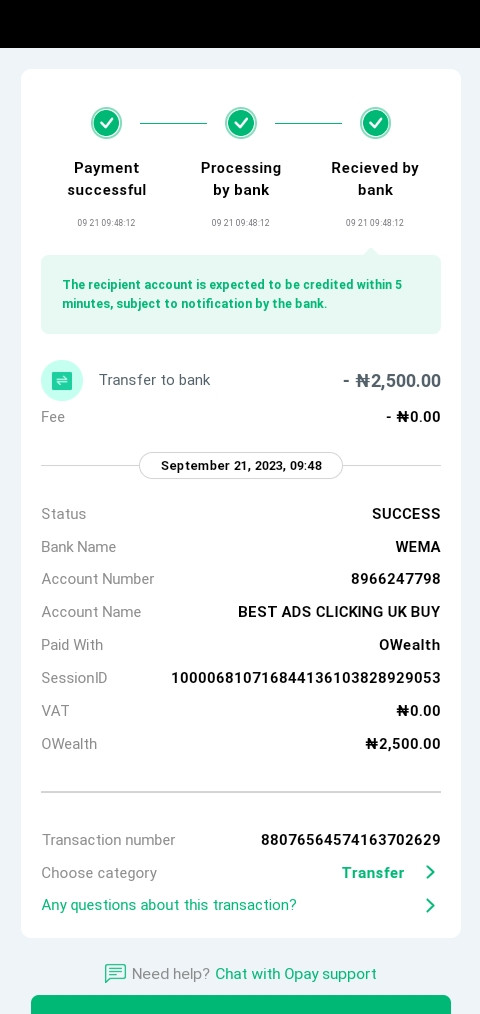 Payment successful
Processing by bank
Recieved by bank
09 21 09:48:12
09 21 09:48:12
09 21 09:48:12
The recipient account is expected to be credited within 5
minutes, subject to notification by the bank.
Transfer to bank - ₦2,500.00
Fee - ₦0.00
September 21, 2023, 09:48
Status SUCCESS
Bank Name WEMA
Account Number 8966247798
Account Name BEST ADS CLICKING UK BUY
Paid With OWealth
SessionID 100006810716844136103828929053
VAT ₦0.00
OWealth ₦2,500.00
Transaction number 88076564574163702629
Choose category Transfer
Any questions about this transaction?
Need help? Chat with Opay support